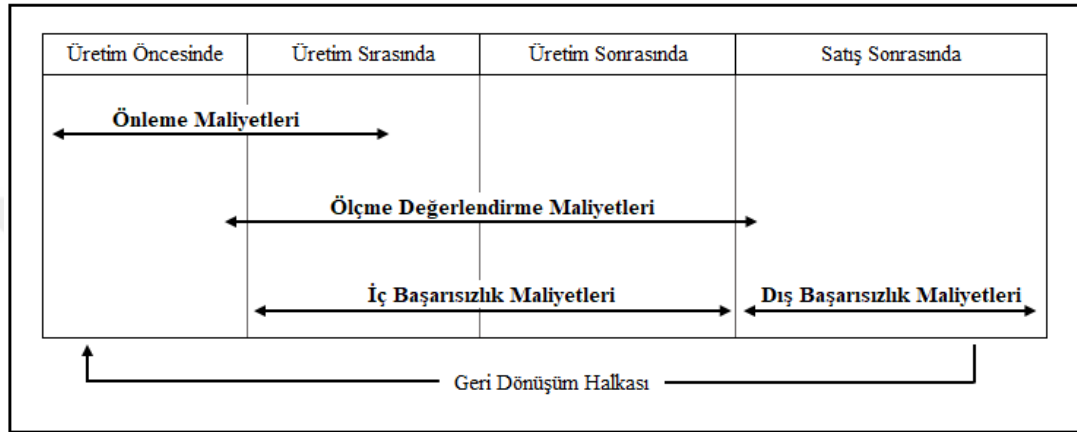 Üretim Öncesinde
Üretim Sırasında
Üretim Sonrasında
Satış Sonrasında
Önleme Maliyetleri
Ölçme Değerlendirme Maliyetleri
İç Başarısızlık Maliyetleri
Dış Başarısızlık Maliyetleri
Geri Dönüşüm Halkası